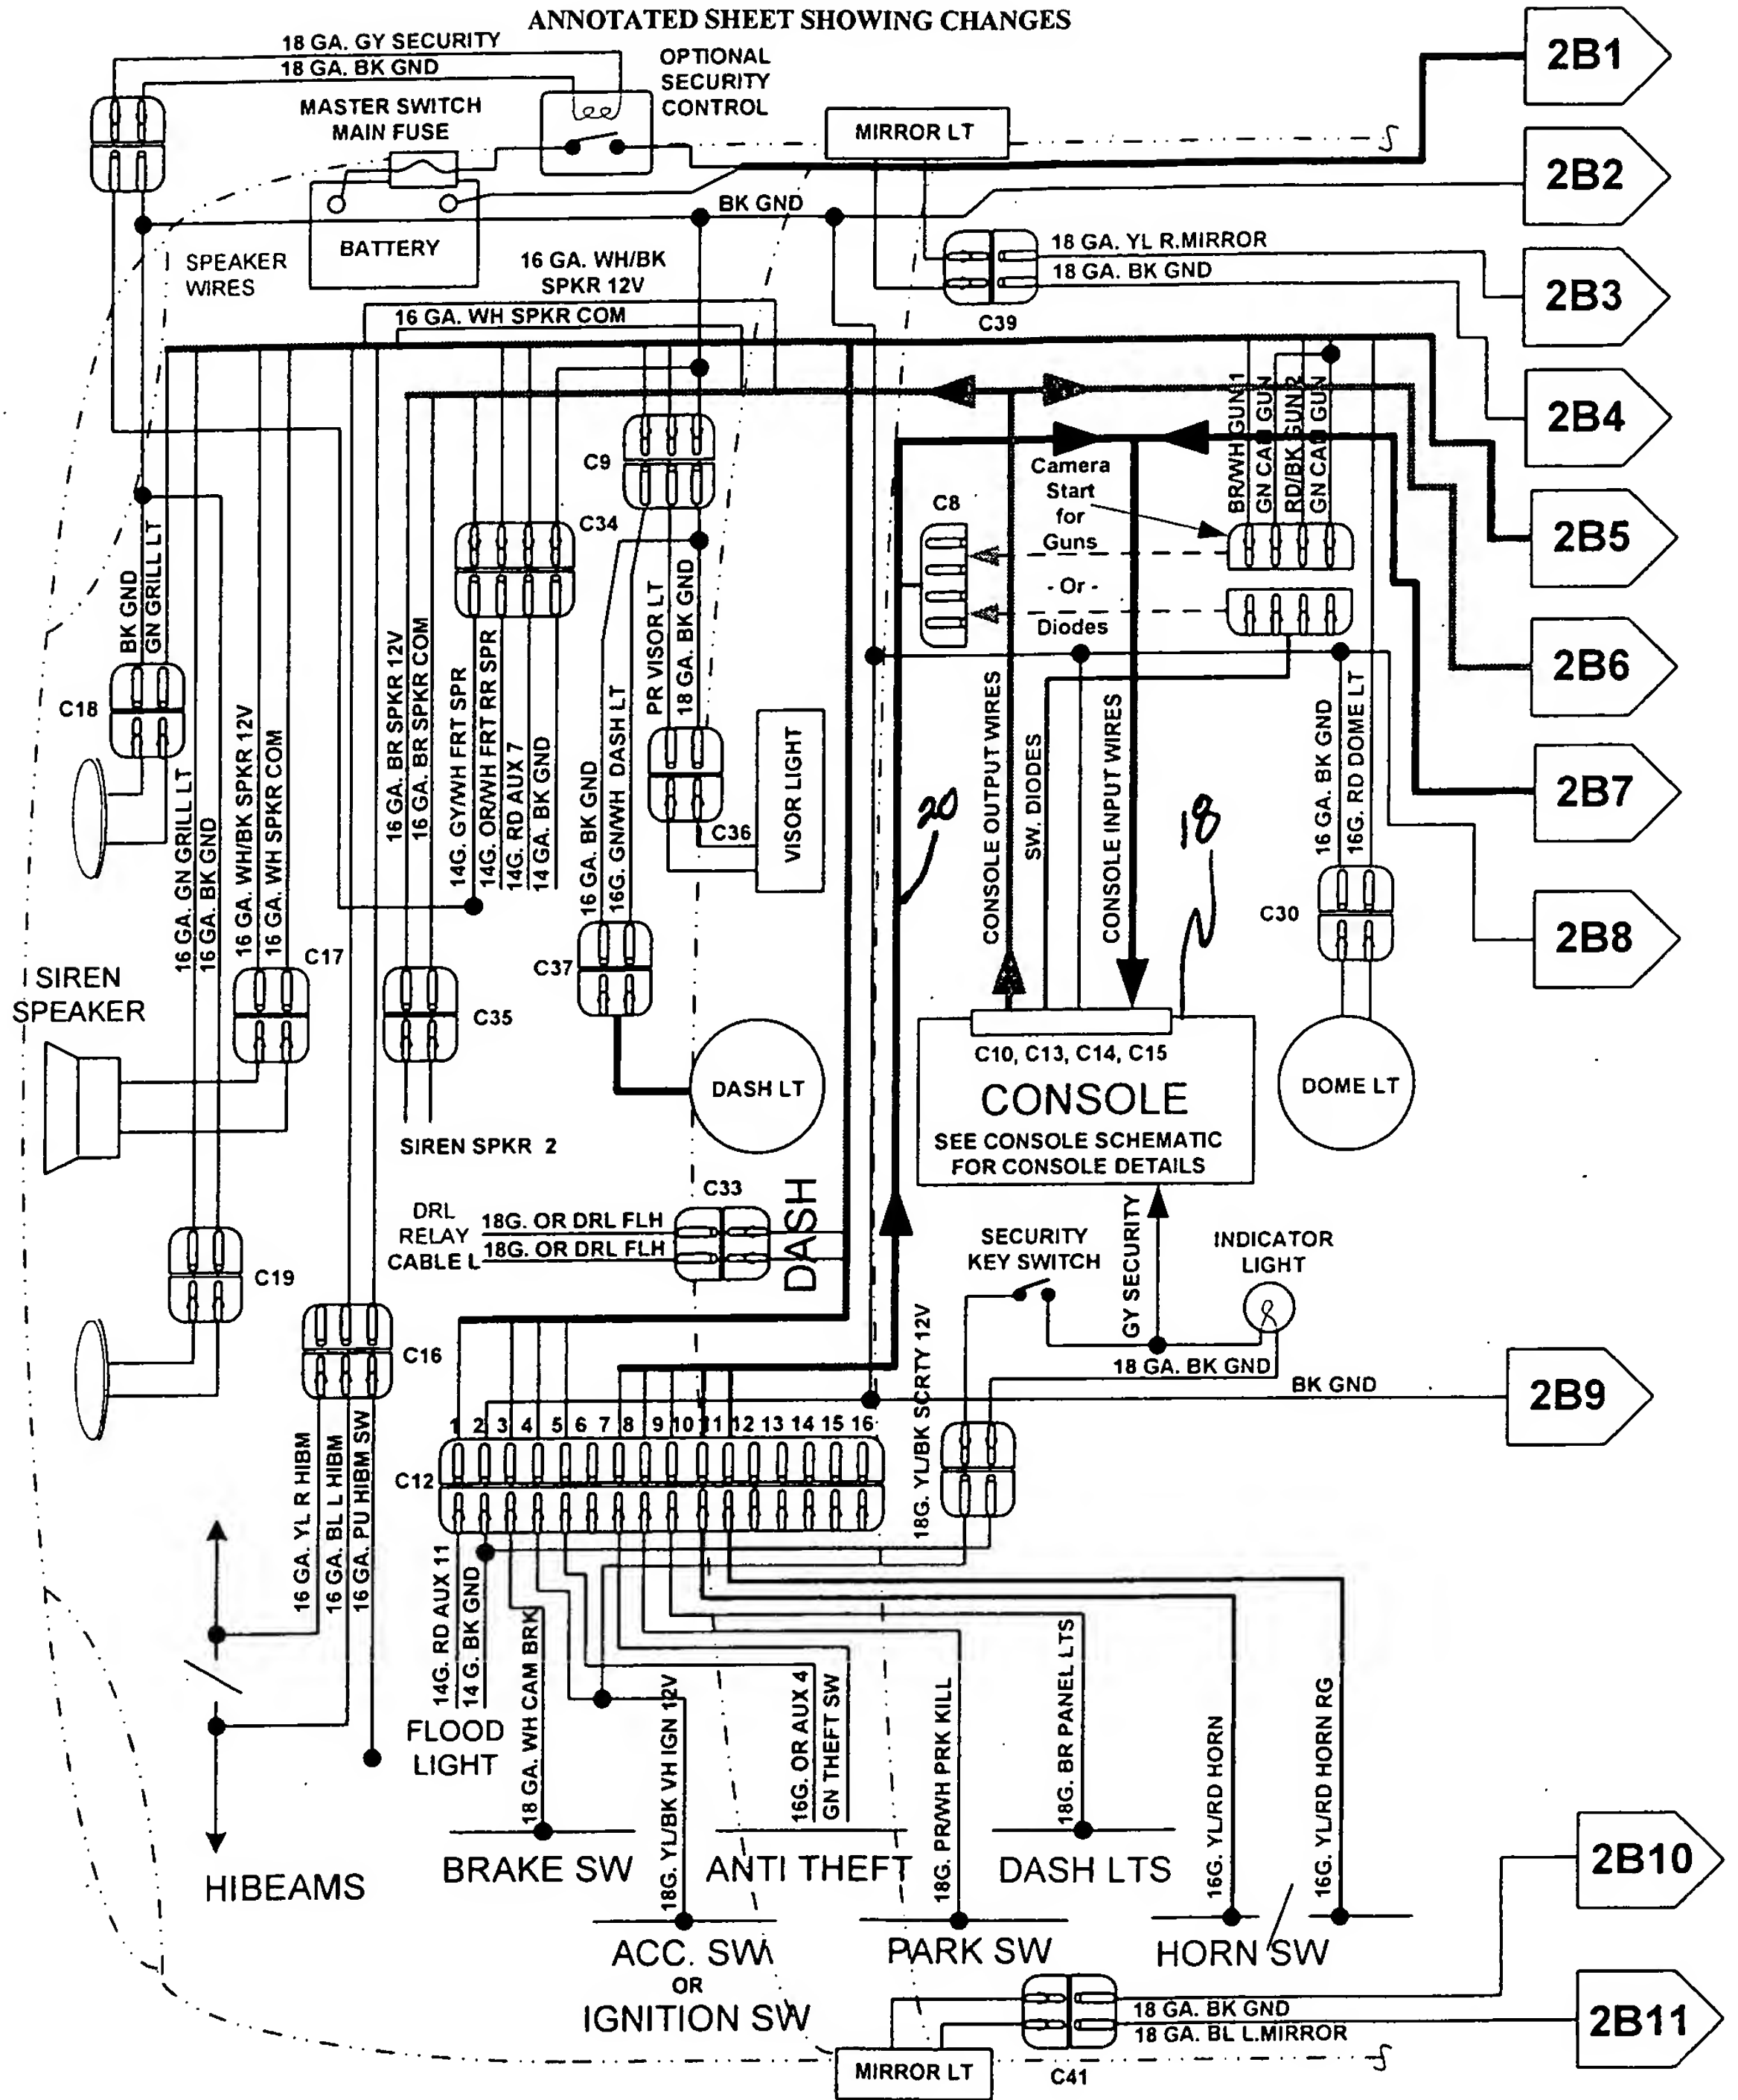 ANNOTATED SHEET SHOWING CHANGES
18 GA. GY SECURITY
18 GA. BK GND
OPTIONAL
SECURITY
CONTROL
MASTER SWITCH
MAIN FUSE
MIRROR LT
2B1
2B2
BK GND
BATTERY
SPEAKER
WIRES
16 GA. WH/BK
SPKR 12V
16 GA. WH SPKR COM
18 GA. YL R.MIRROR
18 GA. BK GND
C39
2B3
2B4
BR/WH GUN 1
GN CAM GUN
RD/BK GUN 2
GN CAM GUN
C9
C34
C8
Camera
Start
for
Guns
- Or -
Diodes
2B5
2B6
2B7
2B8
BK GND
GN GRILL LT
C18
16 GA. GN GRILL LT
16 GA. BK GND
16 GA. WH/BK SPKR 12V
16 GA. WH SPKR COM
16 GA. BR SPKR 12V
16 GA. BR SPKR COM
14G. GY/WH FRT SPR
14G. OR/WH FRT RR SPR
14G. RD AUX 7
14 GA. BK GND
PR VISOR LT
18 GA. BK GND
16 GA. BK GND
16G. GN/WH DASH LT
VISOR LIGHT
C36
20
CONSOLE OUTPUT WIRES
SW. DIODES
CONSOLE INPUT WIRES
18
16 GA. BK GND
16G. RD DOME LT
C30
SIREN
SPEAKER
C17
C35
C37
SIREN SPKR 2
DASH LT
C10, C13, C14, C15
CONSOLE
SEE CONSOLE SCHEMATIC
FOR CONSOLE DETAILS
DOME LT
C33
DRL
RELAY
CABLE L
18G. OR DRL FLH
18G. OR DRL FLH
DASH
SECURITY
KEY SWITCH
GY SECURITY
INDICATOR
LIGHT
C19
C16
18G. YL/BK SCRTY 12V
18 GA. BK GND
BK GND
2B9
1 2 3 4 5 6 7 8 9 10 11 12 13 14 15 16
C12
16 GA. YL R HIBM
16 GA. BL L HIBM
16 GA. PU HIBM SW
14G. RD AUX 11
14 G. BK GND
FLOOD
LIGHT
18 GA. WH CAM BRK
18G. YL/BK VH IGN 12V
16G. OR AUX 4
GN THEFT SW
18G. PR/WH PRK KILL
18G. BR PANEL LTS
16G. YL/RD HORN
16G. YL/RD HORN RG
HIBEAMS
BRAKE SW
ANTI THEFT
DASH LTS
ACC. SW
OR
IGNITION SW
PARK SW
HORN SW
2B10
18 GA. BK GND
18 GA. BL L.MIRROR
2B11
MIRROR LT
C41